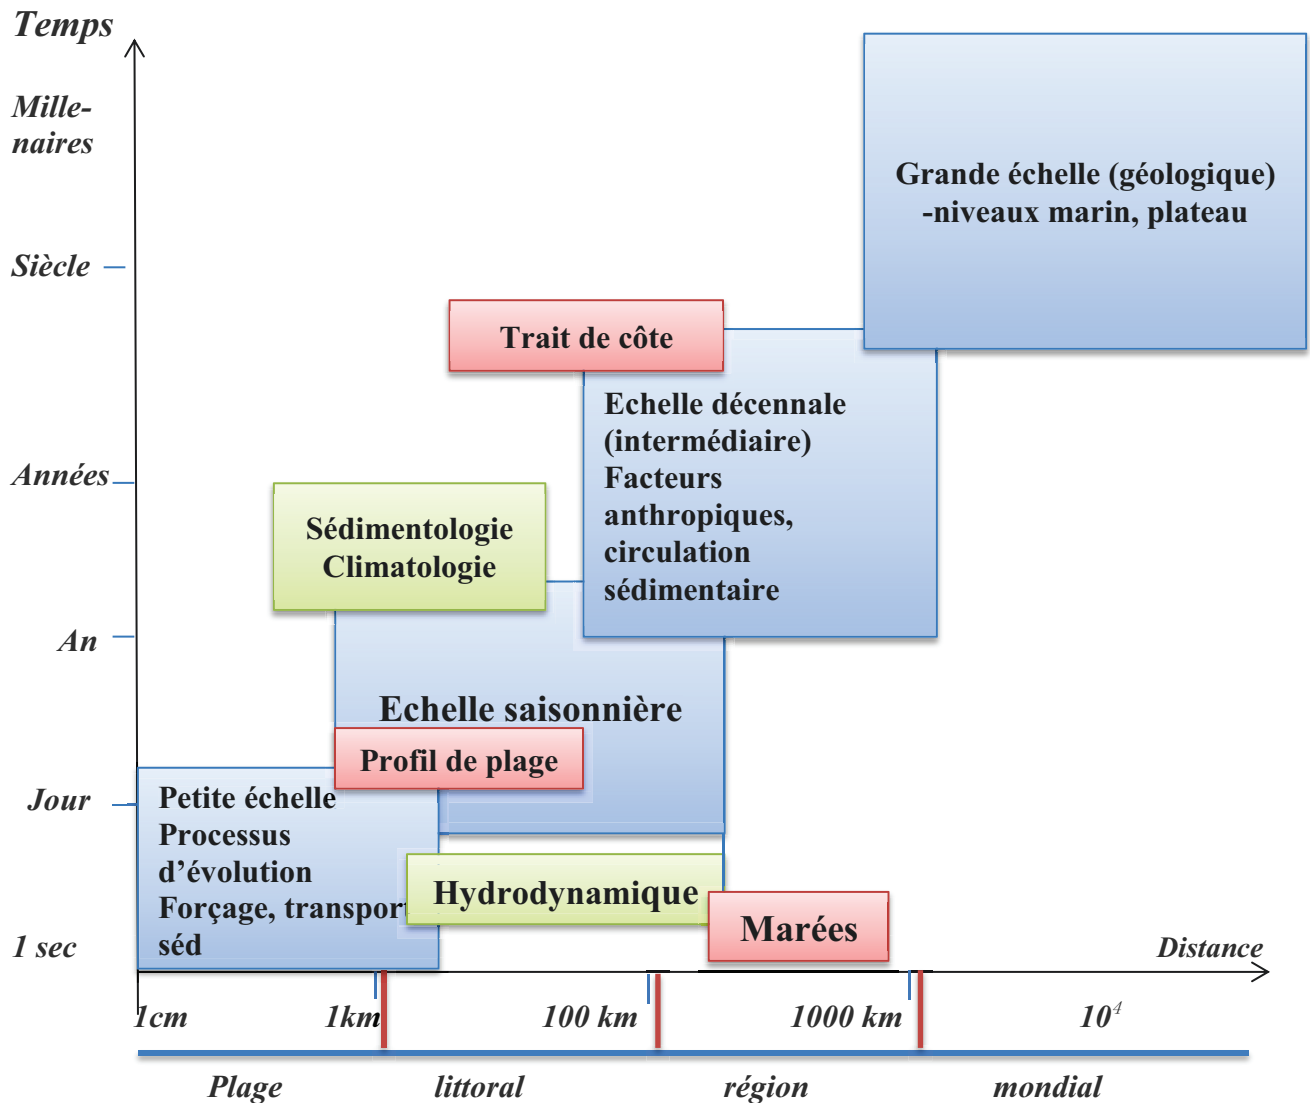 Temps
Mille-
naires
Grande échelle (géologique)
-niveaux marin, plateau
Siècle
Trait de côte
Echelle décennale
(intermédiaire)
Facteurs
anthropiques,
circulation
sédimentaire
Années
Sédimentologie
Climatologie
An
Echelle saisonnière
Profil de plage
Jour
Petite échelle
Processus
d'évolution
Forçage, transport
séd
Hydrodynamique
Marées
1 sec
Distance
1cm
1km
100 km
1000 km
10⁴
Plage
littoral
région
mondial